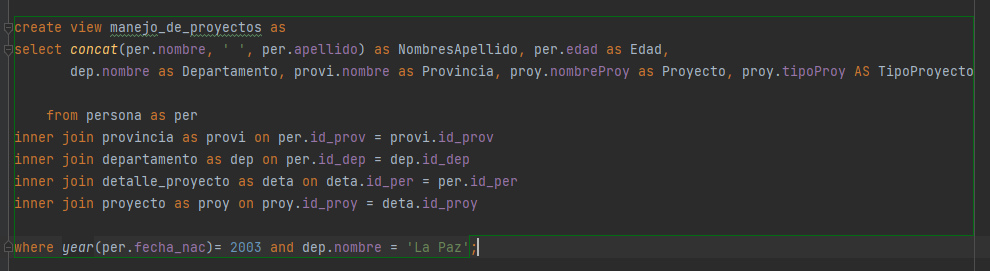 create view manejo_de_proyectos as
select concat(per.nombre, ' ', per.apellido) as NombresApellido, per.edad as Edad,
dep.nombre as Departamento, provi.nombre as Provincia, proy.nombreProy as Proyecto, proy.tipoProy AS TipoProyecto
from persona as per
inner join provincia as provi on per.id_prov = provi.id_prov
inner join departamento as dep on per.id_dep = dep.id_dep
inner join detalle_proyecto as deta on deta.id_per = per.id_per
inner join proyecto as proy on proy.id_proy = deta.id_proy
where year(per.fecha_nac)= 2003 and dep.nombre = 'La Paz';